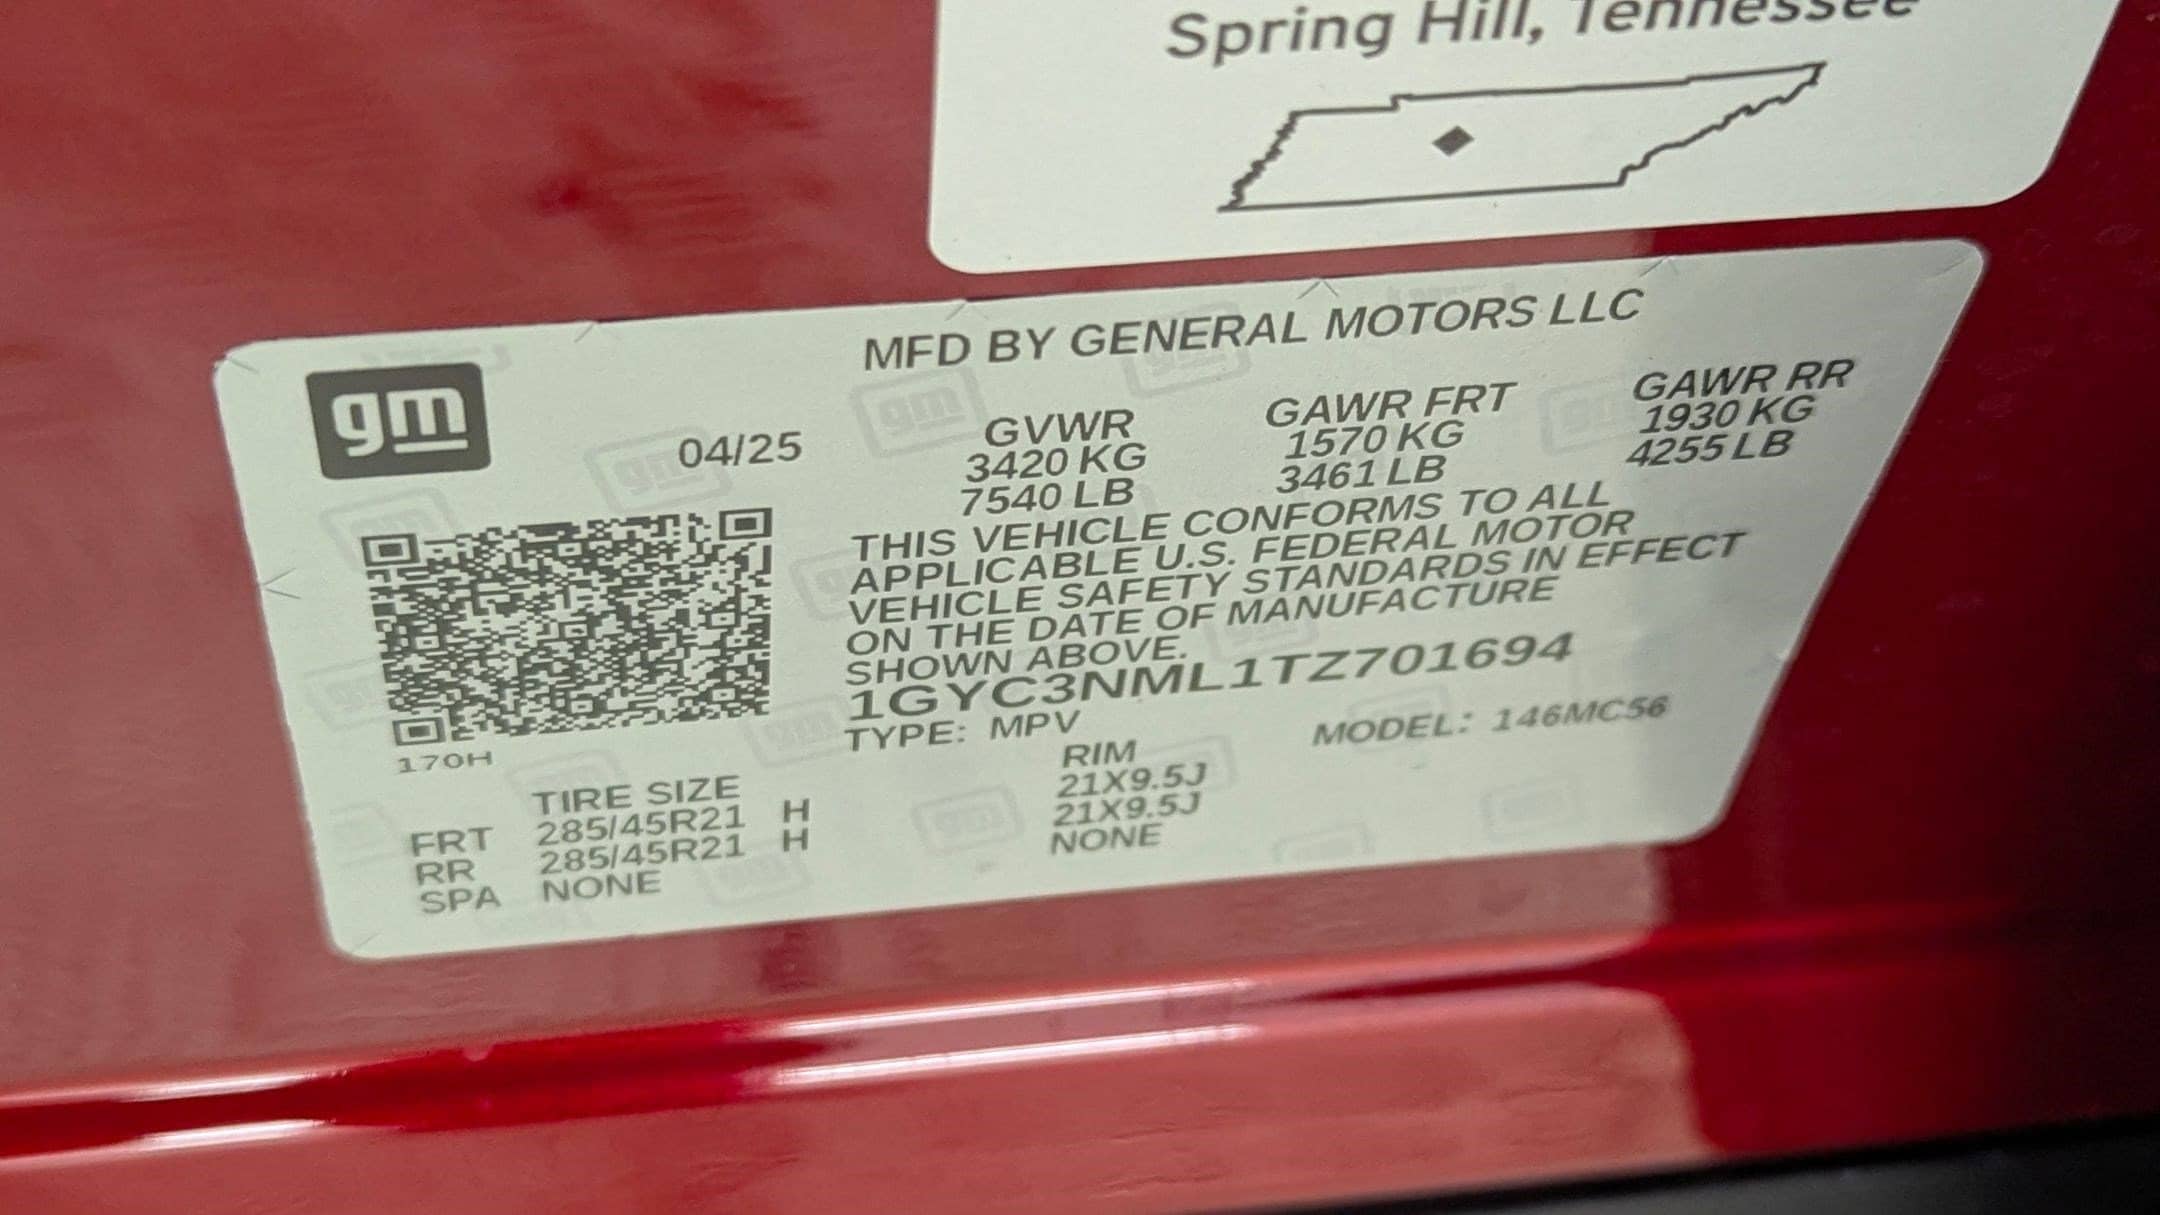 Spring Hill, Tennessee
MFD BY GENERAL MOTORS LLC
gm
04/25
GVWR GAWR FRT GAWR RR
3420 KG 1570 KG 1930 KG
7540 LB 3461 LB 4255 LB
THIS VEHICLE CONFORMS TO ALL
APPLICABLE U.S. FEDERAL MOTOR
VEHICLE SAFETY STANDARDS IN EFFECT
ON THE DATE OF MANUFACTURE
SHOWN ABOVE.
1GYC3NML1TZ701694
TYPE: MPV MODEL: 146MC56
170H
TIRE SIZE RIM
FRT 285/45R21 H 21X9.5J
RR 285/45R21 H 21X9.5J
SPA NONE NONE